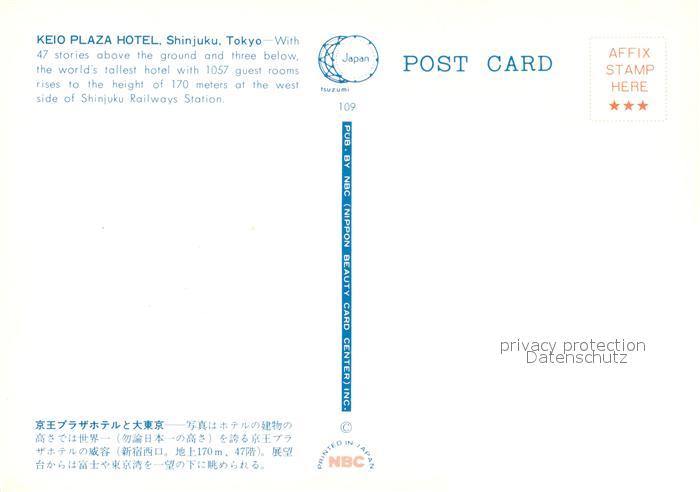 KEIO PLAZA HOTEL, Shinjuku, Tokyo—With
47 stories above the ground and three below,
the world's tallest hotel with 1057 guest rooms
rises to the height of 170 meters at the west
side of Shinjuku Railways Station.
Japan
tsuzumi
109
POST CARD
AFFIX
STAMP
HERE
★★★
PUB. BY NBC (NIPPON BEAUTY CARD CENTER) INC.
privacy protection
Datenschutz
京王プラザホテルと大東京——写真はホテルの建物の
高さでは世界一（勿論日本一の高さ）を誇る京王プラ
ザホテルの威容（新宿西口。地上170m、47階）。展望
台からは富士や東京湾を一望の下に眺められる。
©
PRINTED IN JAPAN
NBC